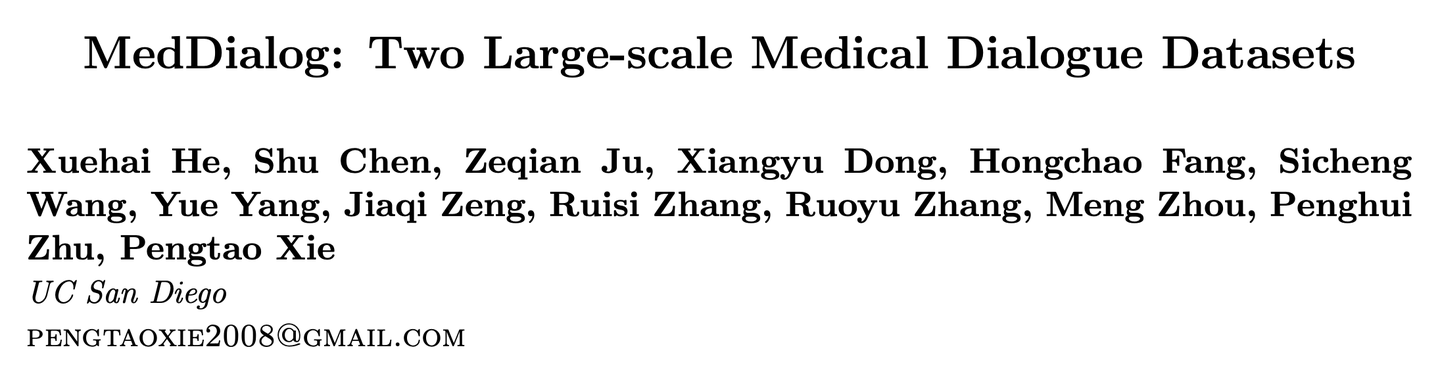 MedDialog: Two Large-scale Medical Dialogue Datasets
Xuehai He, Shu Chen, Zeqian Ju, Xiangyu Dong, Hongchao Fang, Sicheng
Wang, Yue Yang, Jiaqi Zeng, Ruisi Zhang, Ruoyu Zhang, Meng Zhou, Penghui
Zhu, Pengtao Xie
UC San Diego
PENGTAOXIE2008@GMAIL.COM